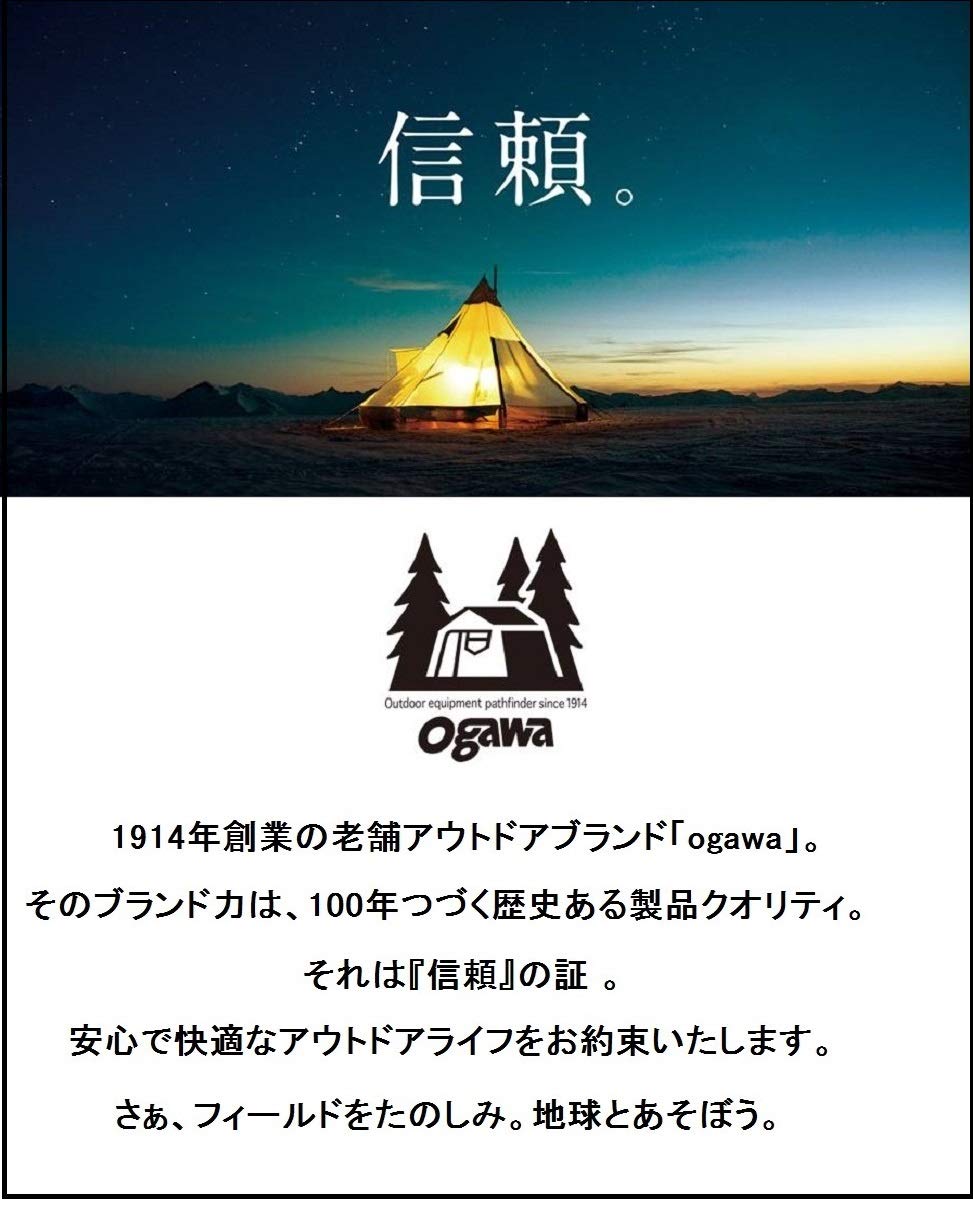 信頼。
Outdoor equipment pathfinder since 1914
ogawa
1914年創業の老舗アウトドアブランド「ogawa」。
そのブランド力は、100年つづく歴史ある製品クオリティ。
それは『信頼』の証 。
安心で快適なアウトドアライフをお約束いたします。
さぁ、フィールドをたのしみ。地球とあそぼう。